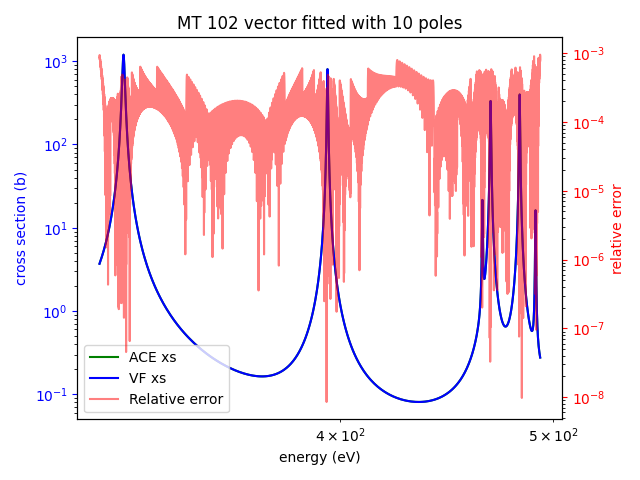 MT 102 vector fitted with 10 poles
10³
10²
10¹
10⁰
10⁻¹
cross section (b)
10⁻³
10⁻⁴
10⁻⁵
10⁻⁶
10⁻⁷
10⁻⁸
relative error
ACE xs
VF xs
Relative error
4 × 10²
5 × 10²
energy (eV)